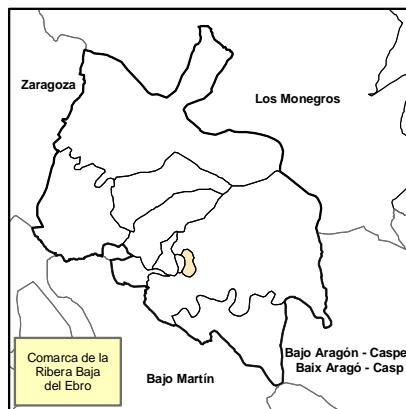 Zaragoza
Los Monegros
Bajo Aragón - Caspe
Baix Aragó - Casp
Bajo Martín
Comarca de la
Ribera Baja
del Ebro